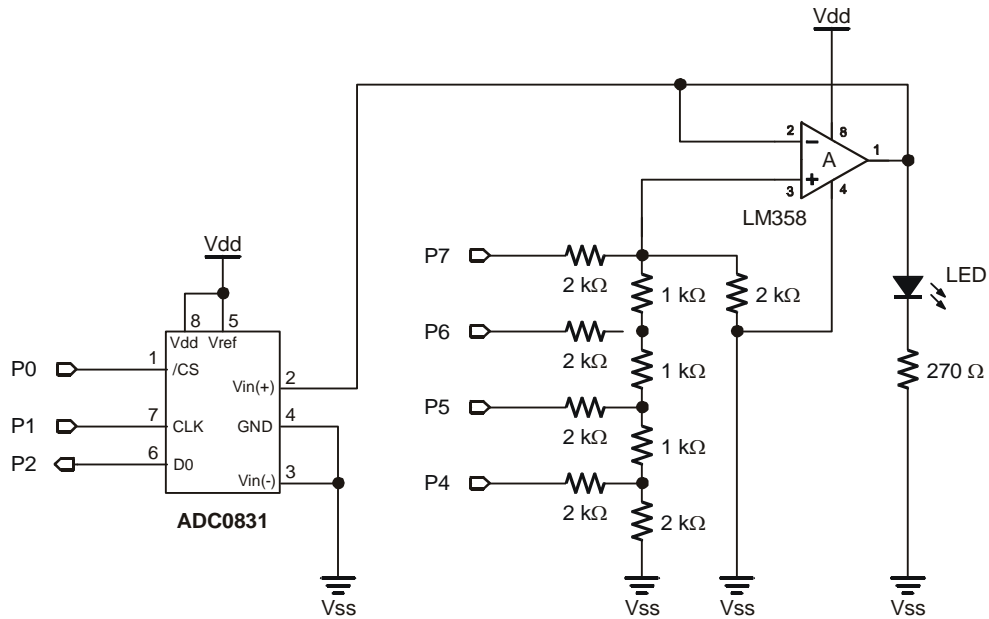 Vdd
2
8
1
A
3
4
LM358
Vdd
P7
2 kΩ
1 kΩ
2 kΩ
LED
8
5
Vdd
Vref
P6
2 kΩ
P0
1
/CS
Vin(+)
2
1 kΩ
270 Ω
P1
7
CLK
GND
4
P5
2 kΩ
1 kΩ
P2
6
D0
Vin(-)
3
P4
2 kΩ
2 kΩ
ADC0831
Vss
Vss
Vss
Vss